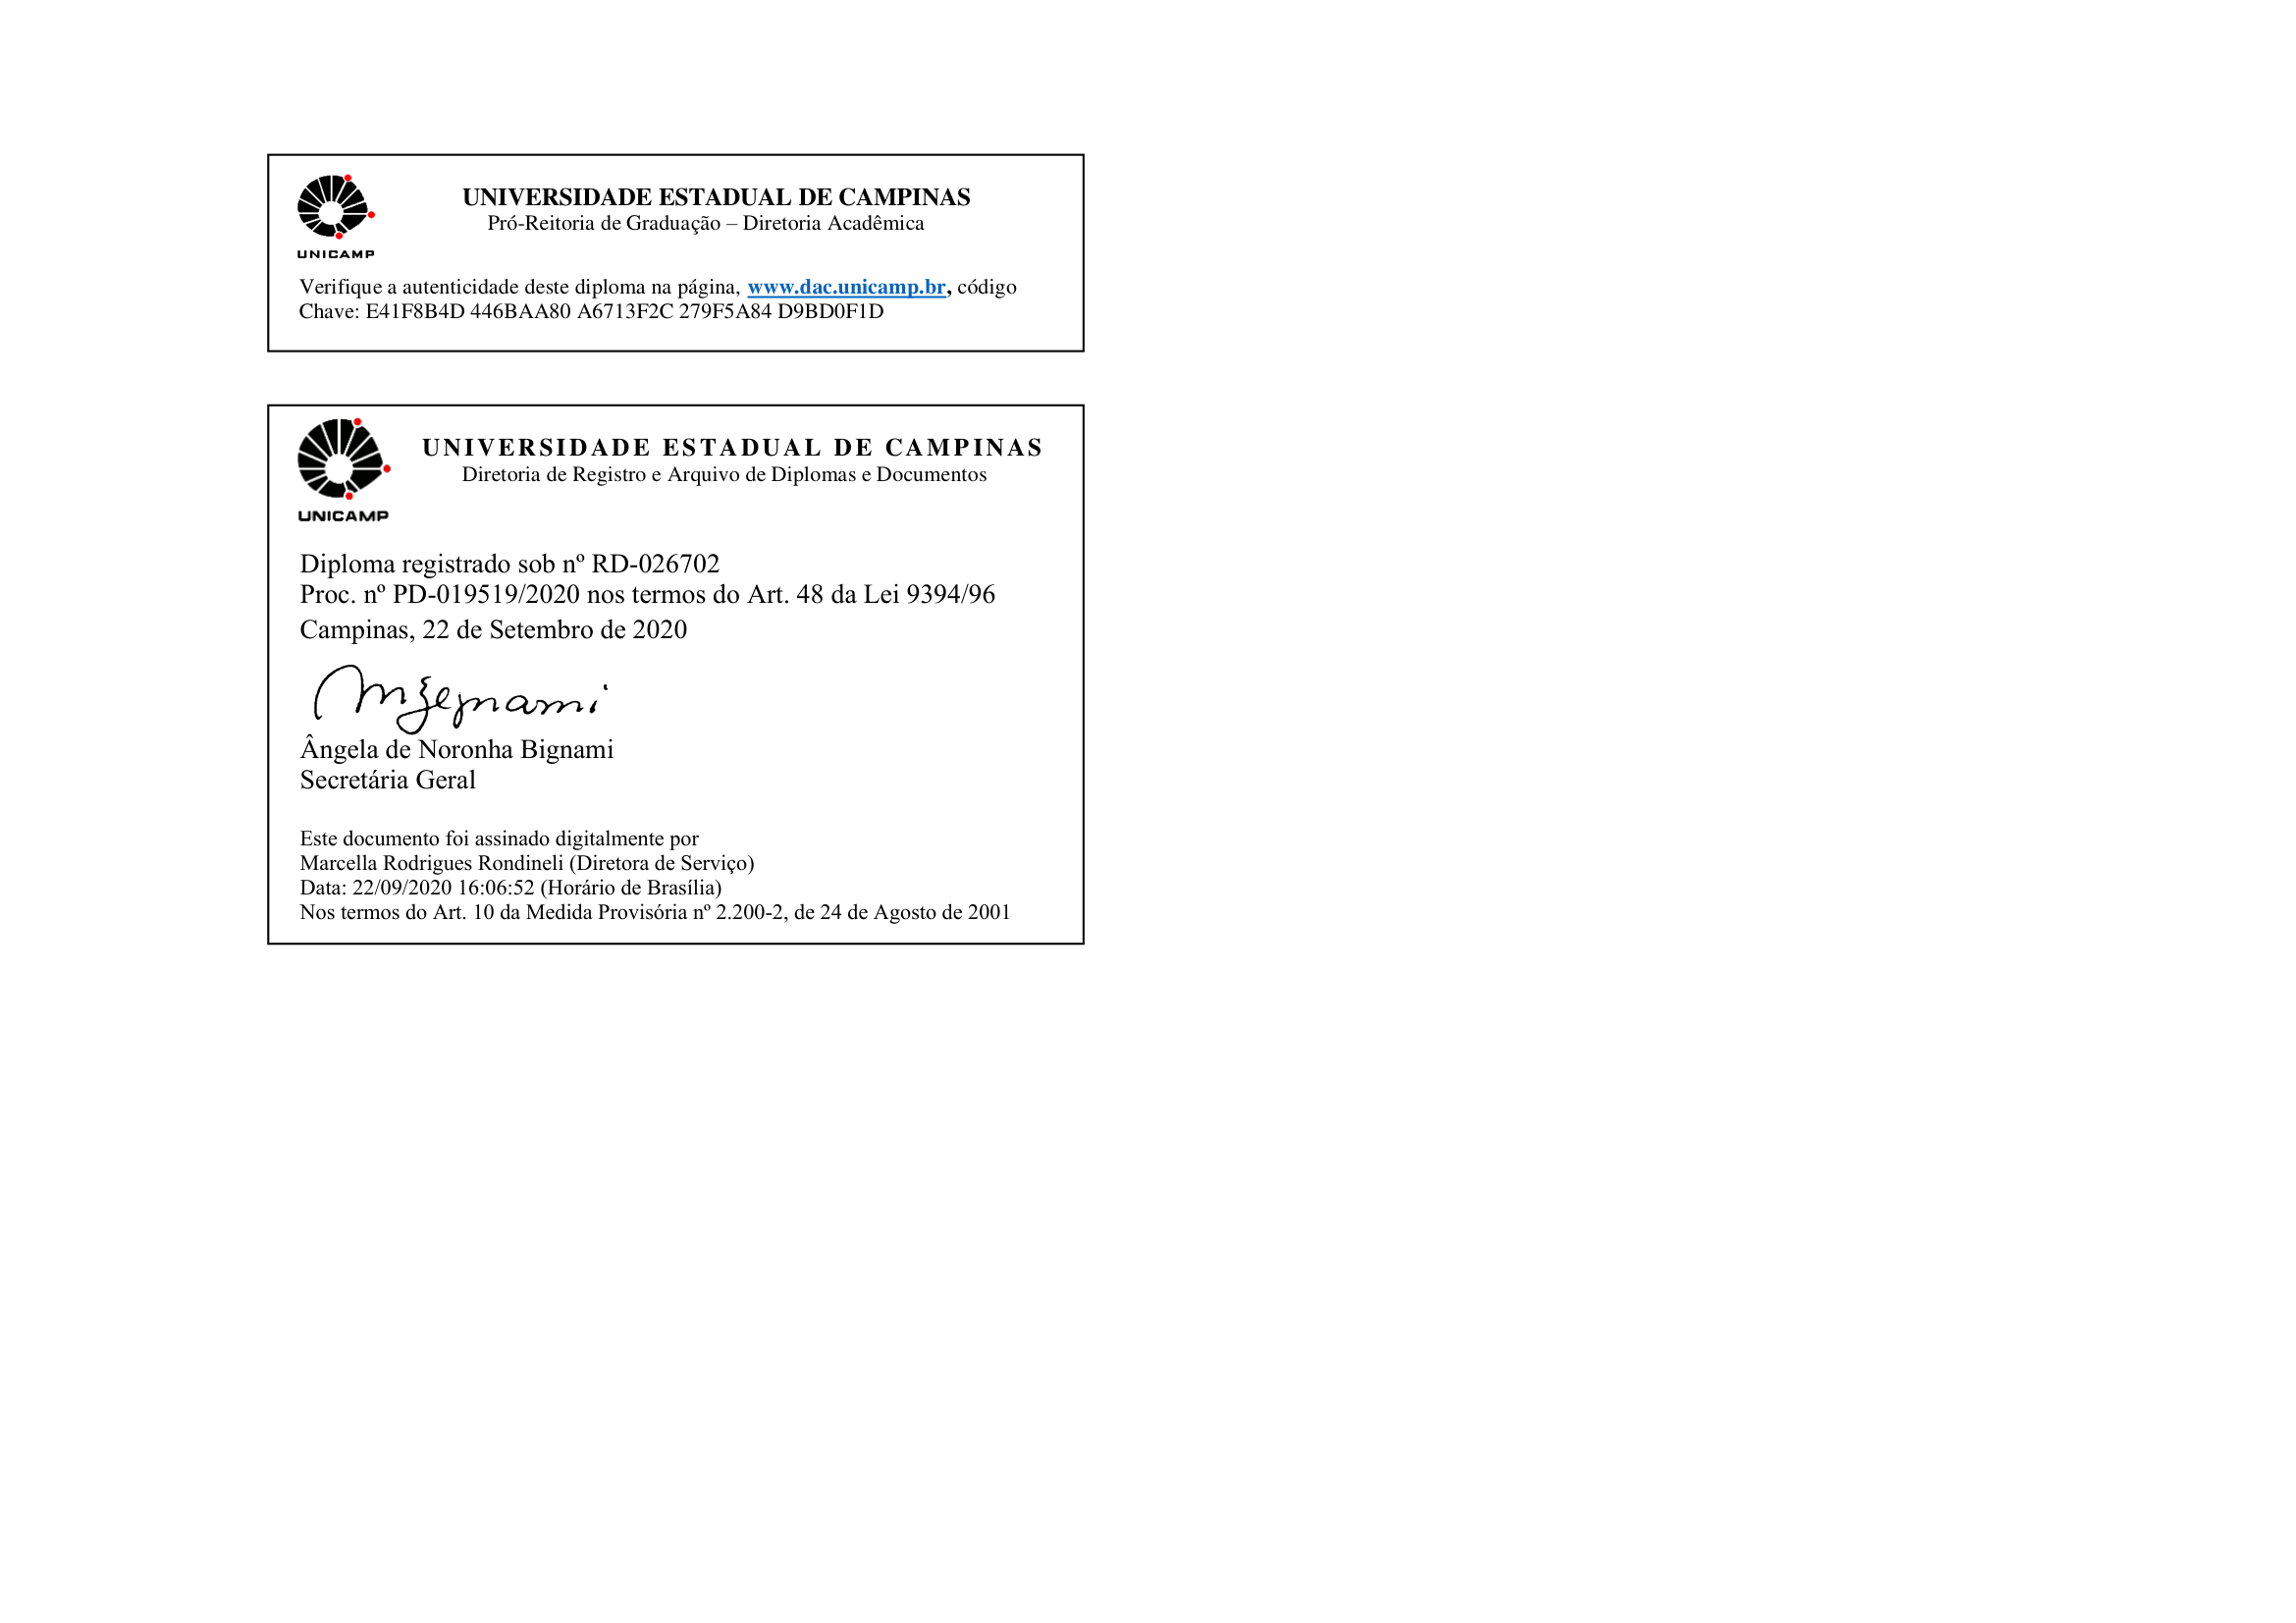 UNIVERSIDADE ESTADUAL DE CAMPINAS
Pró-Reitoria de Graduação – Diretoria Acadêmica
UNICAMP
Verifique a autenticidade deste diploma na página, www.dac.unicamp.br, código
Chave: E41F8B4D 446BAA80 A6713F2C 279F5A84 D9BD0F1D
UNIVERSIDADE ESTADUAL DE CAMPINAS
Diretoria de Registro e Arquivo de Diplomas e Documentos
UNICAMP
Diploma registrado sob nº RD-026702
Proc. nº PD-019519/2020 nos termos do Art. 48 da Lei 9394/96
Campinas, 22 de Setembro de 2020
Ângela de Noronha Bignami
Secretária Geral
Este documento foi assinado digitalmente por
Marcella Rodrigues Rondineli (Diretora de Serviço)
Data: 22/09/2020 16:06:52 (Horário de Brasília)
Nos termos do Art. 10 da Medida Provisória nº 2.200-2, de 24 de Agosto de 2001